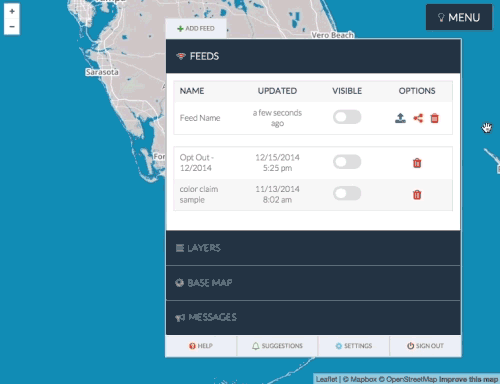 +
−
ADD FEED
MENU
Vero Beach
Sarasota
FEEDS
NAME UPDATED VISIBLE OPTIONS
Feed Name a few seconds
ago
Opt Out - 12/15/2014
12/2014 5:25 pm
color claim 11/13/2014
sample 8:02 am
For
LAYERS
BASE MAP
MESSAGES
HELP SUGGESTIONS SETTINGS SIGN OUT
Leaflet | © Mapbox © OpenStreetMap Improve this map